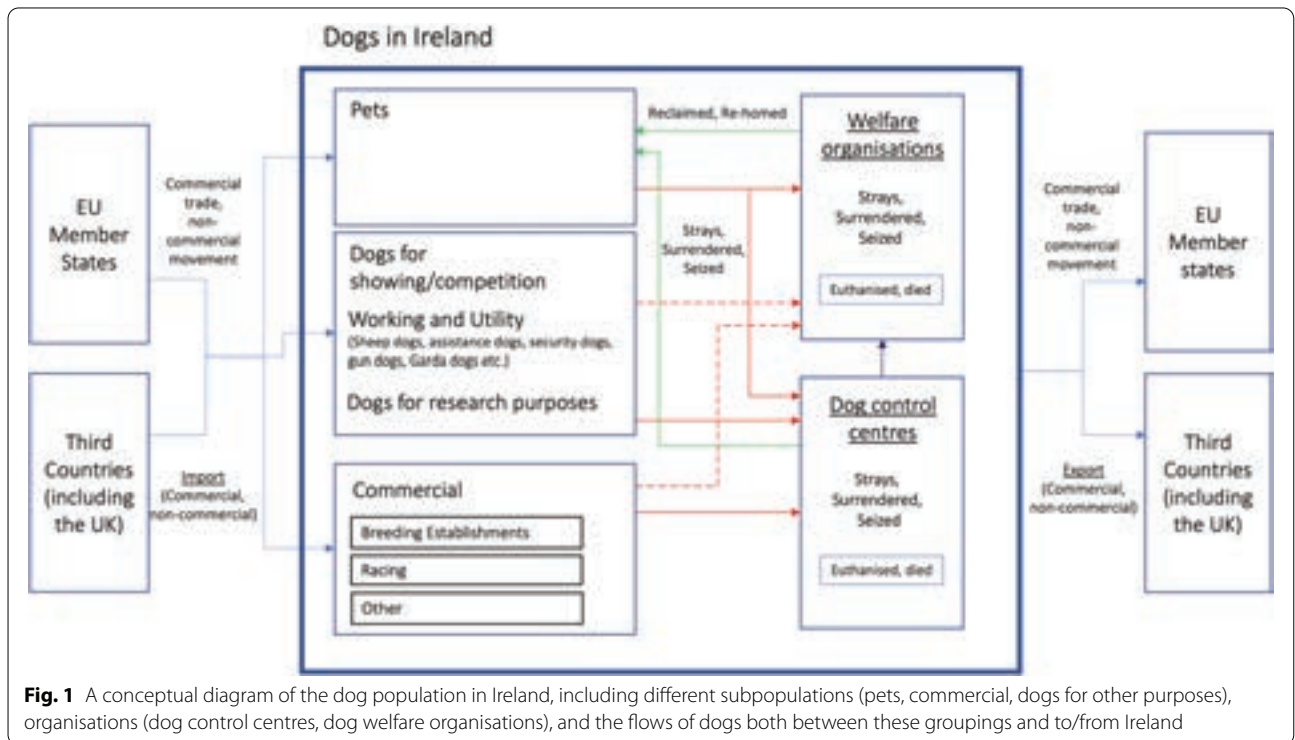 Dogs in Ireland
EU
Member
States
Third
Countries
(including
the UK)
Commercial
trade,
non-
commercial
movement
Import
(Commercial,
non-commercial)
Pets
Dogs for
showing/competition
Working and Utility
(Sheep dogs, assistance dogs, security dogs,
gun dogs, Garda dogs etc.)
Dogs for research purposes
Commercial
Breeding Establishments
Racing
Other
Reclaimed, Re-homed
Strays,
Surrendered,
Seized
Welfare
organisations
Strays,
Surrendered,
Seized
Euthanised, died
Dog control
centres
Strays,
Surrendered,
Seized
Euthanised, died
Commercial
trade,
non-
commercial
movement
Export
(Commercial,
non-commercial)
EU
Member
states
Third
Countries
(including
the UK)
Fig. 1 A conceptual diagram of the dog population in Ireland, including different subpopulations (pets, commercial, dogs for other purposes),
organisations (dog control centres, dog welfare organisations), and the flows of dogs both between these groupings and to/from Ireland